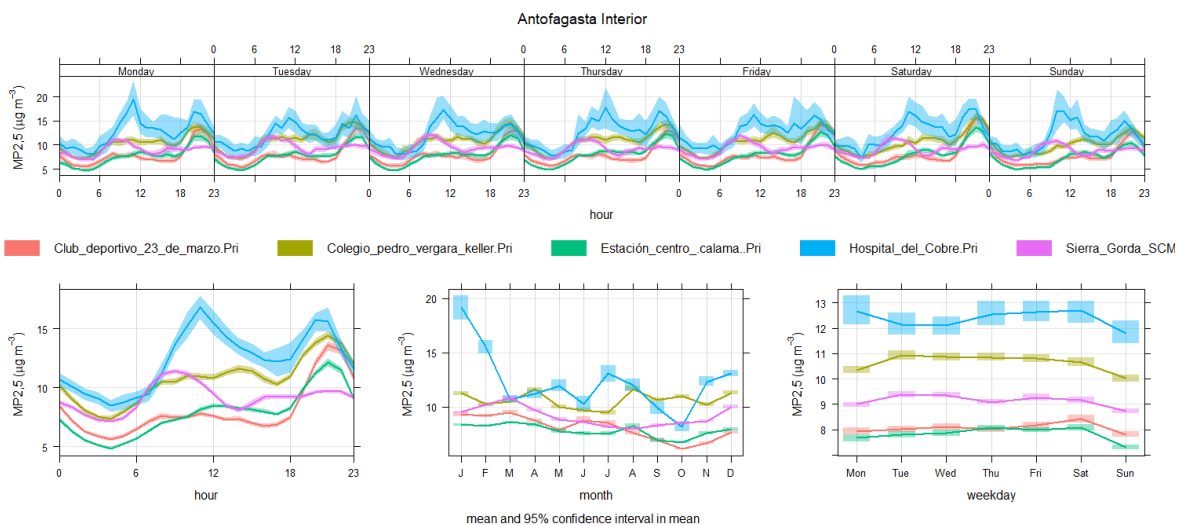 Antofagasta Interior
0 6 12 18 23 0 6 12 18 23 0 6 12 18 23
Monday Tuesday Wednesday Thursday Friday Saturday Sunday
MP2,5 (µg m⁻³)
20
15
10
5
0 6 12 18 23 0 6 12 18 23 0 6 12 18 23 0 6 12 18 23
hour
Club_deportivo_23_de_marzo.Pri Colegio_pedro_vergara_keller.Pri Estación_centro_calama..Pri Hospital_del_Cobre.Pri Sierra_Gorda_SCM
MP2,5 (µg m⁻³)
15
10
5
0 6 12 18 23
hour
MP2,5 (µg m⁻³)
20
15
10
J F M A M J J A S O N D
month
MP2,5 (µg m⁻³)
13
12
11
10
9
8
Mon Tue Wed Thu Fri Sat Sun
weekday
mean and 95% confidence interval in mean